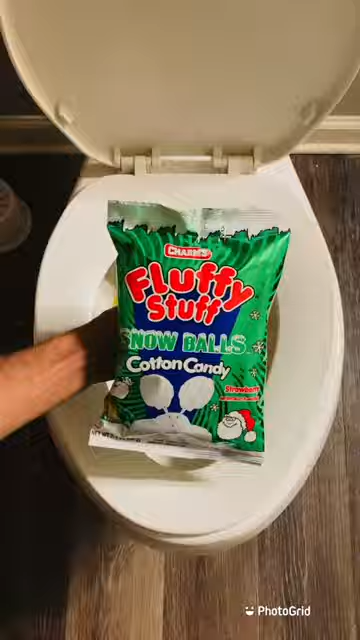 CHARMS
Fluffy
Stuff
SNOW BALLS
Cotton Candy
Strawberry
PhotoGrid